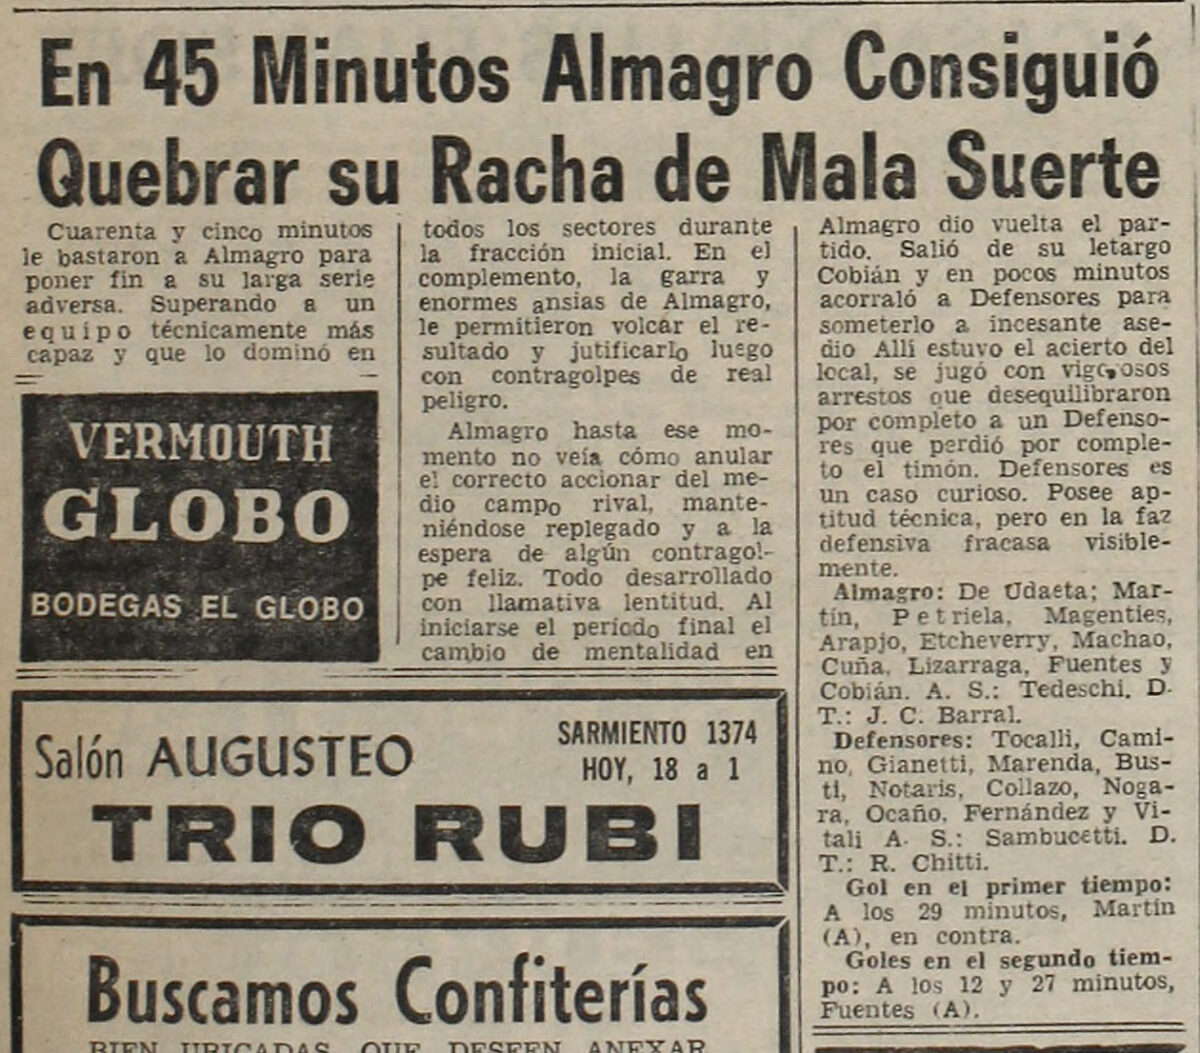 En 45 Minutos Almagro Consiguió
Quebrar su Racha de Mala Suerte
Cuarenta y cinco minutos
le bastaron a Almagro para
poner fin a su larga serie
adversa. Superando a un
equipo técnicamente más
capaz y que lo dominó en
todos los sectores durante
la fracción inicial. En el
complemento, la garra y
enormes ansias de Almagro,
le permitieron volcar el re-
sultado y jutificarlo luego
con contragolpes de real
peligro.
Almagro hasta ese mo-
mento no veía cómo anular
el correcto accionar del me-
dio campo rival, mante-
niéndose replegado y a la
espera de algún contragol-
pe feliz. Todo desarrollado
con llamativa lentitud. Al
iniciarse el período final el
cambio de mentalidad en
Almagro dio vuelta el par-
tido. Salió de su letargo
Cobián y en pocos minutos
acorraló a Defensores para
someterlo a incesante ase-
dio Allí estuvo el acierto del
local, se jugó con vigorosos
arrestos que desequilibraron
por completo a un Defenso-
res que perdió por comple-
to el timón. Defensores es
un caso curioso. Posee ap-
titud técnica, pero en la faz
defensiva fracasa visible-
mente.
Almagro: De Udaeta; Mar-
tín, Petriela, Magenties,
Arapjo, Etcheverry, Machao,
Cuña, Lizarraga, Fuentes y
Cobián. A. S.: Tedeschi. D.
T.: J. C. Barral.
Defensores: Tocalli, Cami-
no, Gianetti, Marenda, Bus-
ti, Notaris, Collazo, Noga-
ra, Ocaño, Fernández y Vi-
tali A. S.: Sambucetti. D.
T.: R. Chitti.
Gol en el primer tiempo:
A los 29 minutos, Martín
(A), en contra.
Goles en el segundo tiem-
po: A los 12 y 27 minutos,
Fuentes (A).
VERMOUTH
GLOBO
BODEGAS EL GLOBO
Salón AUGUSTEO
SARMIENTO 1374
HOY, 18 a 1
TRIO RUBI
Buscamos Confiterías
BIEN UBICADAS, QUE DESEEN ANEXAR